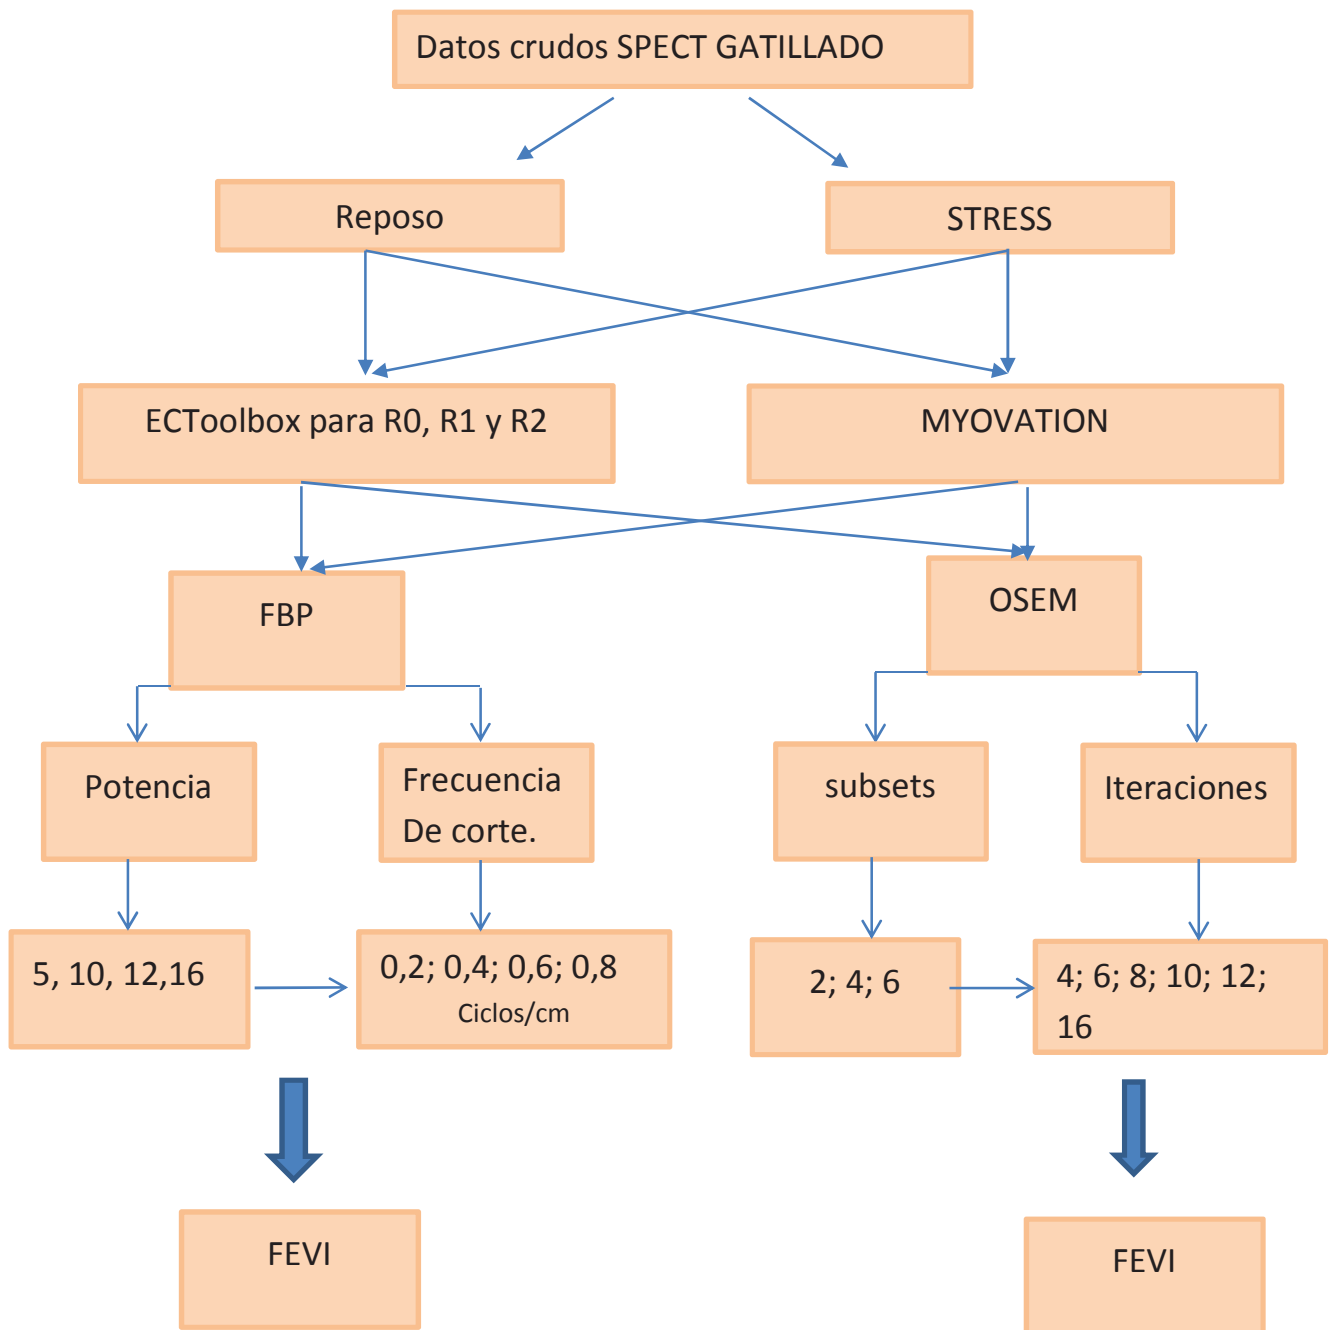 Datos crudos SPECT GATILLADO
Reposo
STRESS
ECToolbox para R0, R1 y R2
MYOVATION
FBP
OSEM
Potencia
Frecuencia
De corte.
subsets
Iteraciones
5, 10, 12,16
0,2; 0,4; 0,6; 0,8
Ciclos/cm
2; 4; 6
4; 6; 8; 10; 12;
16
FEVI
FEVI